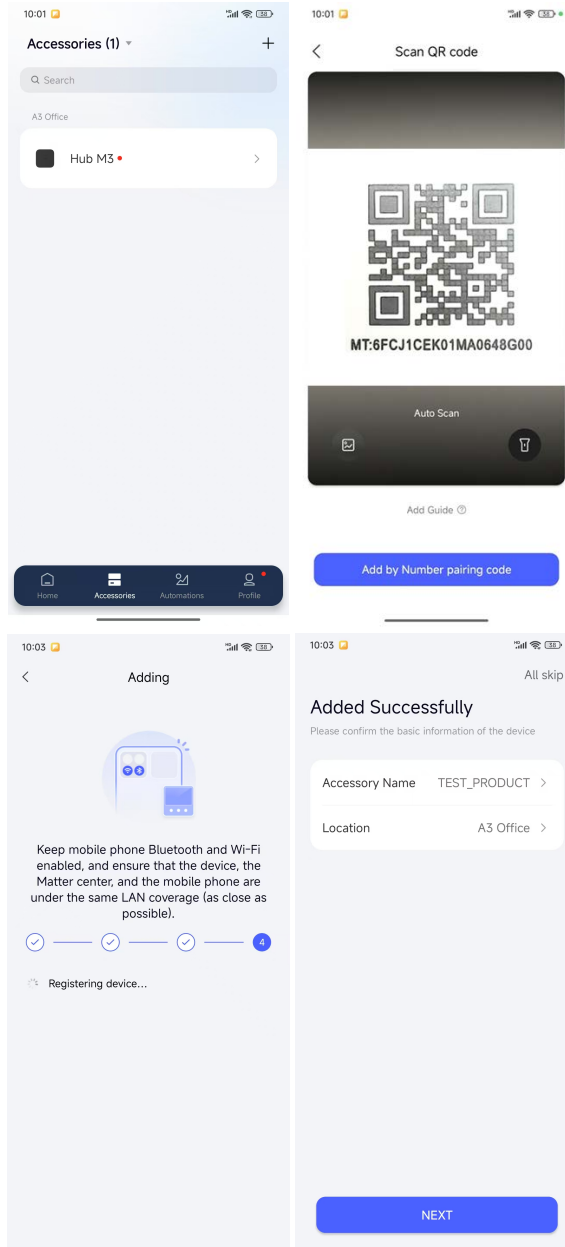 10:01
38
Accessories (1)
Search
A3 Office
Hub M3
Home
Accessories
Automations
Profile
10:01
38
Scan QR code
MT:6FCJ1CEK01MA0648G00
Auto Scan
Add Guide
Add by Number pairing code
10:03
38
Adding
Keep mobile phone Bluetooth and Wi-Fi
enabled, and ensure that the device, the
Matter center, and the mobile phone are
under the same LAN coverage (as close as
possible).
4
Registering device...
10:03
38
All skip
Added Successfully
Please confirm the basic information of the device
Accessory Name TEST_PRODUCT
Location A3 Office
NEXT